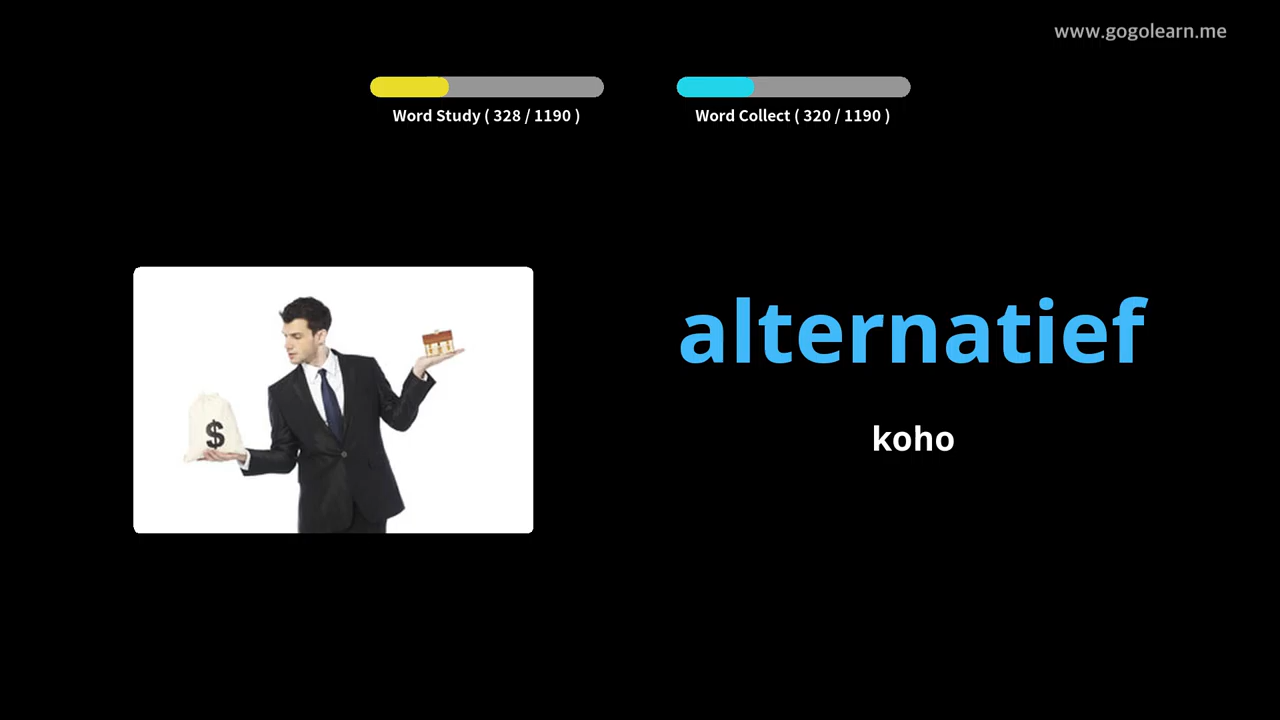 www.gogolearn.me
Word Study ( 328 / 1190 )
Word Collect ( 320 / 1190 )
alternatief
koho
$